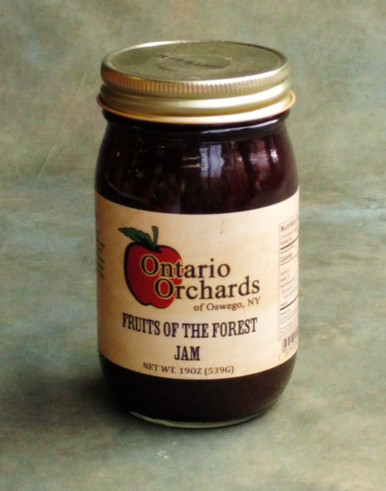 Ontario
Orchards
of Oswego, NY
FRUITS OF THE FOREST
JAM
NET WT. 19OZ (539G)